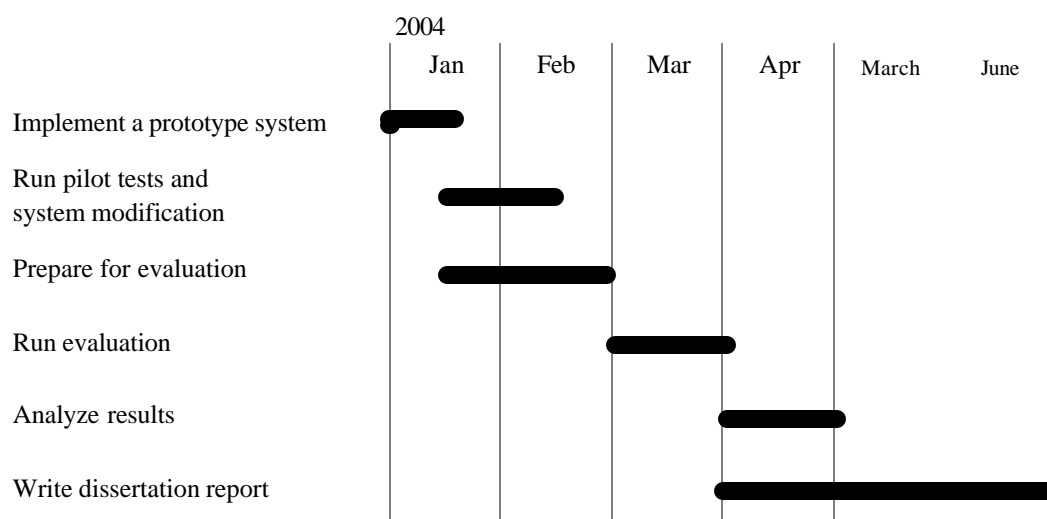 2004
Jan Feb Mar Apr March June
Implement a prototype system
Run pilot tests and
system modification
Prepare for evaluation
Run evaluation
Analyze results
Write dissertation report